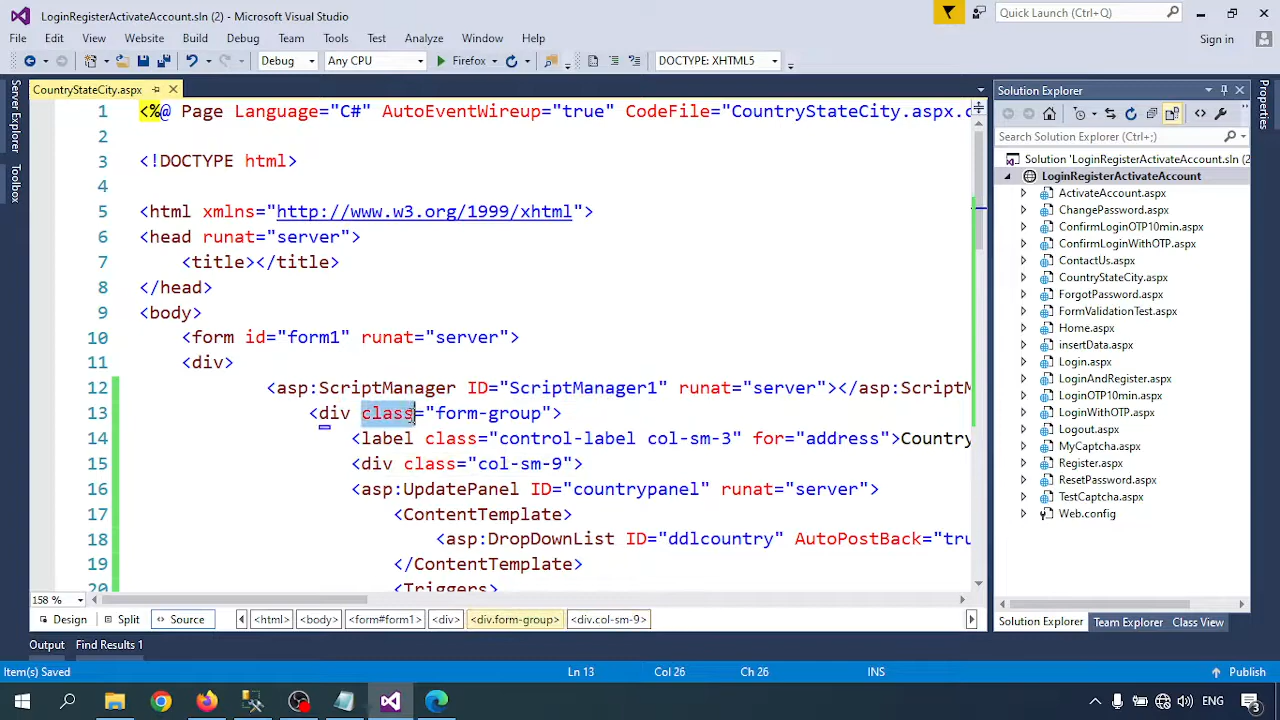 LoginRegisterActivateAccount.sln (2) - Microsoft Visual Studio
Quick Launch (Ctrl+Q)
File Edit View Website Build Debug Team Tools Test Analyze Window Help
Sign in
Debug Any CPU Firefox DOCTYPE: XHTML5
Server Explorer
Toolbox
CountryStateCity.aspx
1 <%@ Page Language="C#" AutoEventWireup="true" CodeFile="CountryStateCity.aspx.c
2
3 <!DOCTYPE html>
4
5 <html xmlns="http://www.w3.org/1999/xhtml">
6 <head runat="server">
7 <title></title>
8 </head>
9 <body>
10 <form id="form1" runat="server">
11 <div>
12 <asp:ScriptManager ID="ScriptManager1" runat="server"></asp:ScriptM
13 <div class="form-group">
14 <label class="control-label col-sm-3" for="address">Country
15 <div class="col-sm-9">
16 <asp:UpdatePanel ID="countrypanel" runat="server">
17 <ContentTemplate>
18 <asp:DropDownList ID="ddlcountry" AutoPostBack="tru
19 </ContentTemplate>
20 <Triggers>
158 %
Design Split Source <html> <body> <form#form1> <div> <div.form-group> <div.col-sm-9>
Solution Explorer
Search Solution Explorer (Ctrl+;)
Solution 'LoginRegisterActivateAccount.sln (2
LoginRegisterActivateAccount
ActivateAccount.aspx
ChangePassword.aspx
ConfirmLoginOTP10min.aspx
ConfirmLoginWithOTP.aspx
ContactUs.aspx
CountryStateCity.aspx
ForgotPassword.aspx
FormValidationTest.aspx
Home.aspx
insertData.aspx
Login.aspx
LoginAndRegister.aspx
LoginOTP10min.aspx
LoginWithOTP.aspx
Logout.aspx
MyCaptcha.aspx
Register.aspx
ResetPassword.aspx
TestCaptcha.aspx
Web.config
Solution Explorer Team Explorer Class View
Properties
Output Find Results 1
Item(s) Saved Ln 13 Col 26 Ch 26 INS Publish
ENG 3